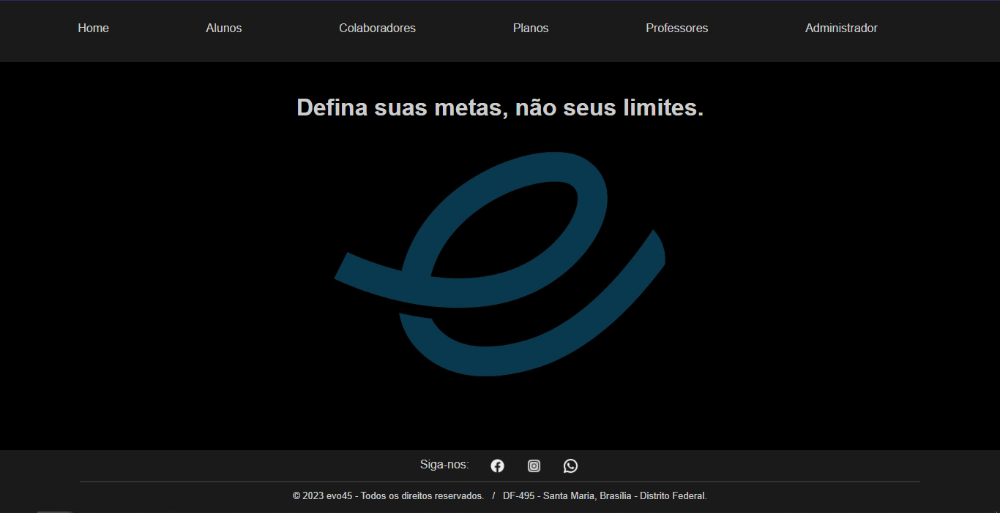 Home Alunos Colaboradores Planos Professores Administrador
Defina suas metas, não seus limites.
Siga-nos:
© 2023 evo45 - Todos os direitos reservados. / DF-495 - Santa Maria, Brasília - Distrito Federal.